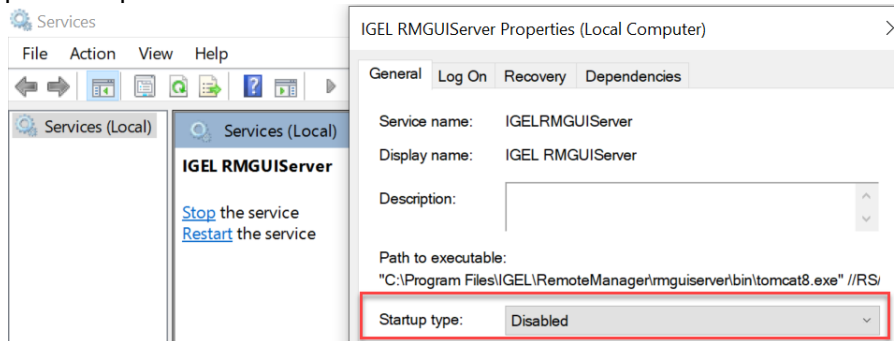 Services
File Action View Help
Services (Local)
Services (Local)
IGEL RMGUIServer
Stop the service
Restart the service
IGEL RMGUIServer Properties (Local Computer)
General Log On Recovery Dependencies
Service name: IGELRMGUIServer
Display name: IGEL RMGUIServer
Description:
Path to executable:
"C:\Program Files\IGEL\RemoteManager\rmguiserver\bin\tomcat8.exe" //RS/
Startup type: Disabled